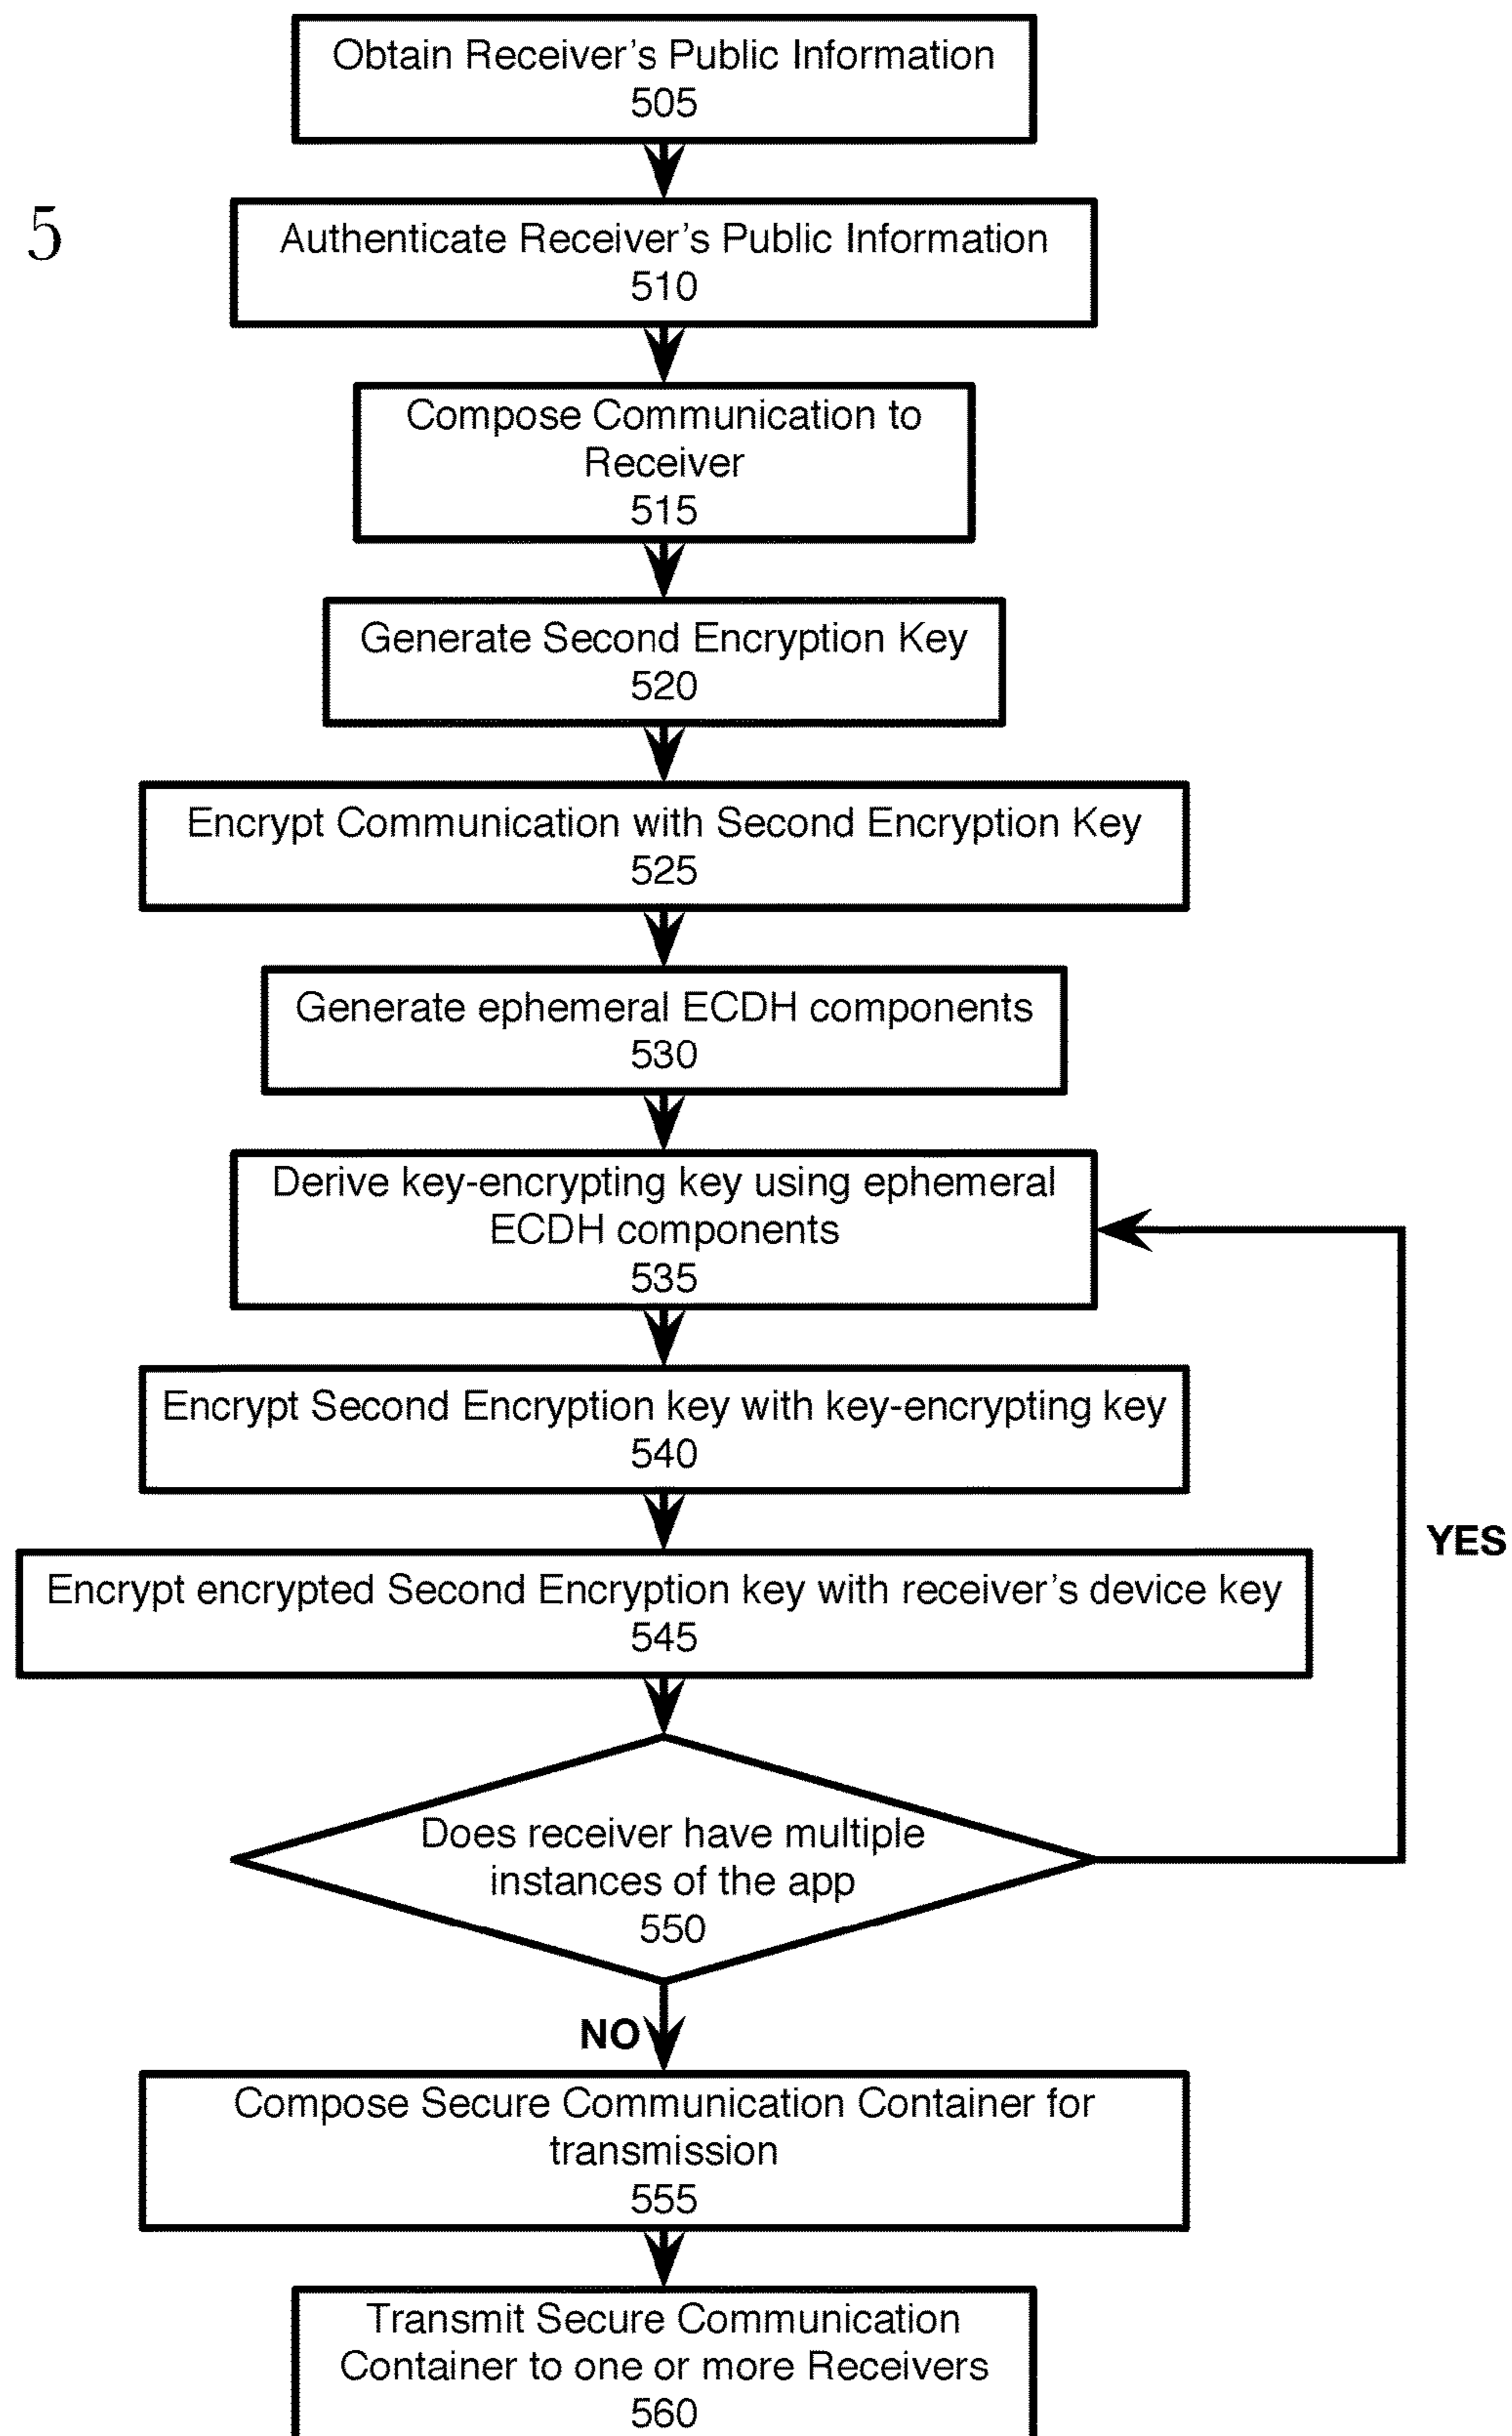 Obtain Receiver's Public Information
505
5
Authenticate Receiver's Public Information
510
Compose Communication to
Receiver
515
Generate Second Encryption Key
520
Encrypt Communication with Second Encryption Key
525
Generate ephemeral ECDH components
530
Derive key-encrypting key using ephemeral
ECDH components
535
Encrypt Second Encryption key with key-encrypting key
540
YES
Encrypt encrypted Second Encryption key with receiver's device key
545
Does receiver have multiple
instances of the app
550
NO
Compose Secure Communication Container for
transmission
555
Transmit Secure Communication
Container to one or more Receivers
560